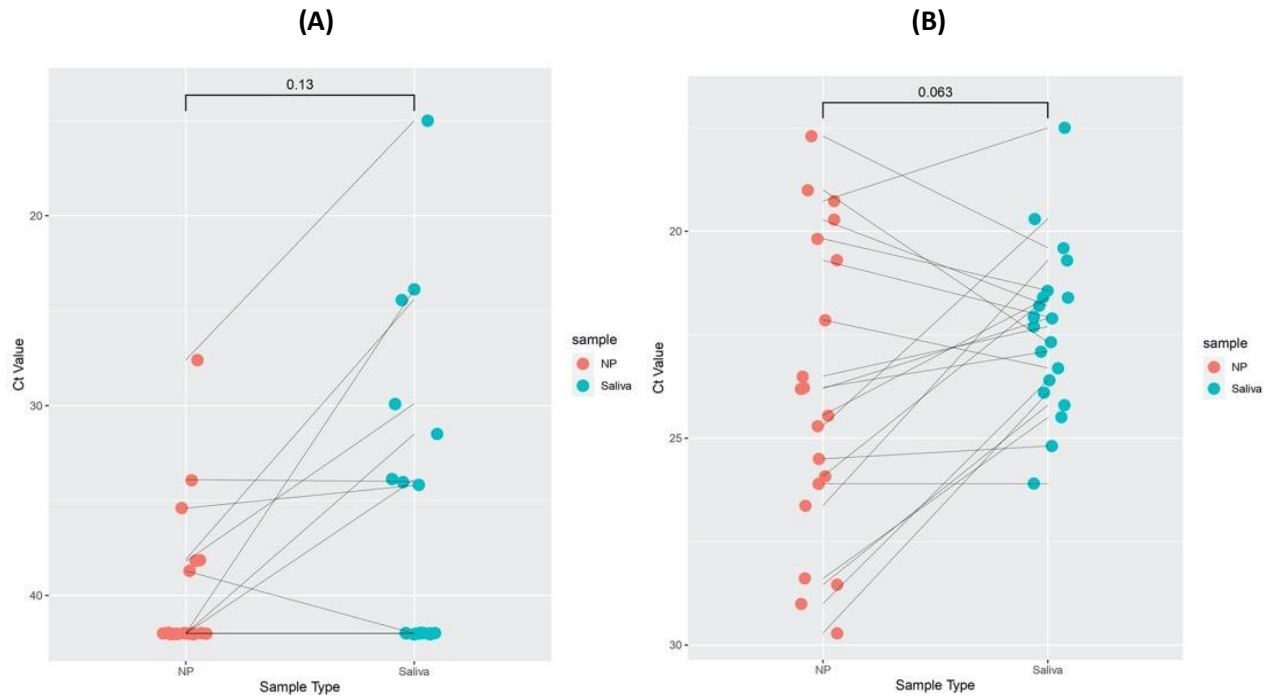 (A)
0.13
20
30
40
Ct Value
NP
Saliva
Sample Type
sample
NP
Saliva
(B)
0.063
20
25
30
Ct Value
NP
Saliva
Sample Type
sample
NP
Saliva